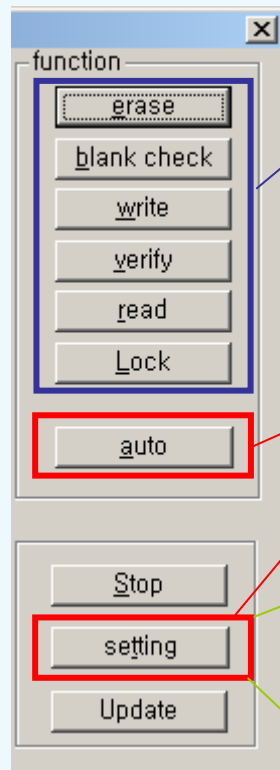 function
erase
blank check
write
verify
read
Lock
auto
Stop
setting
Update